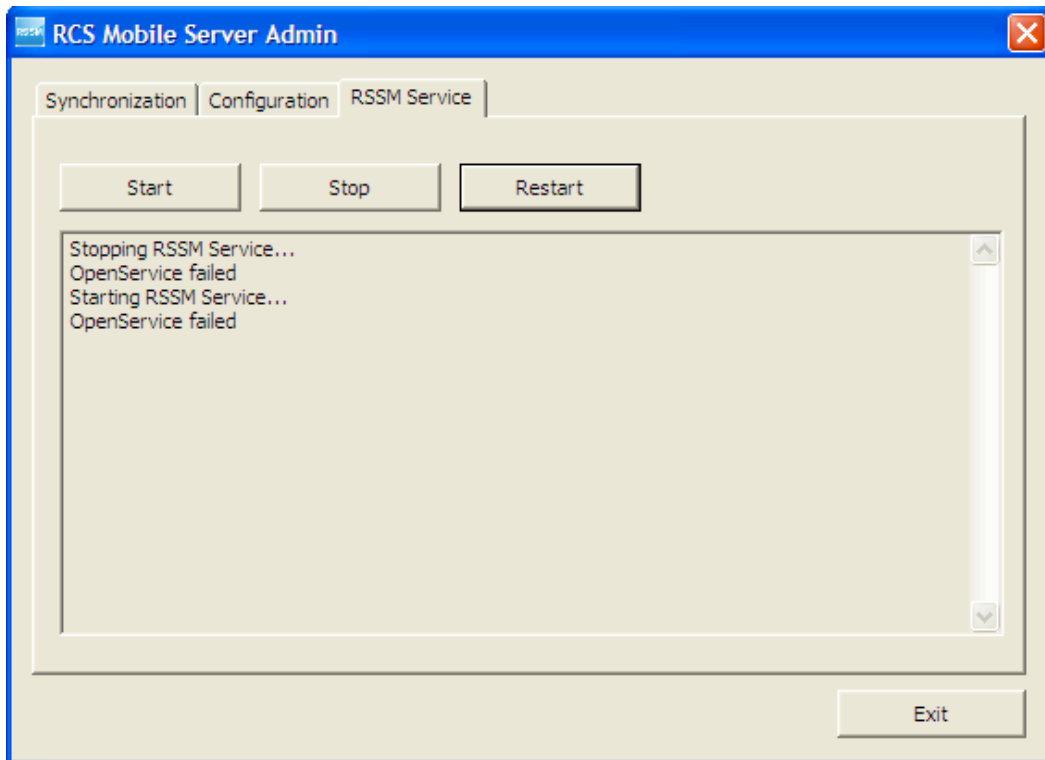 RSSM RCS Mobile Server Admin
Synchronization Configuration RSSM Service
Start Stop Restart
Stopping RSSM Service...
OpenService failed
Starting RSSM Service...
OpenService failed
Exit